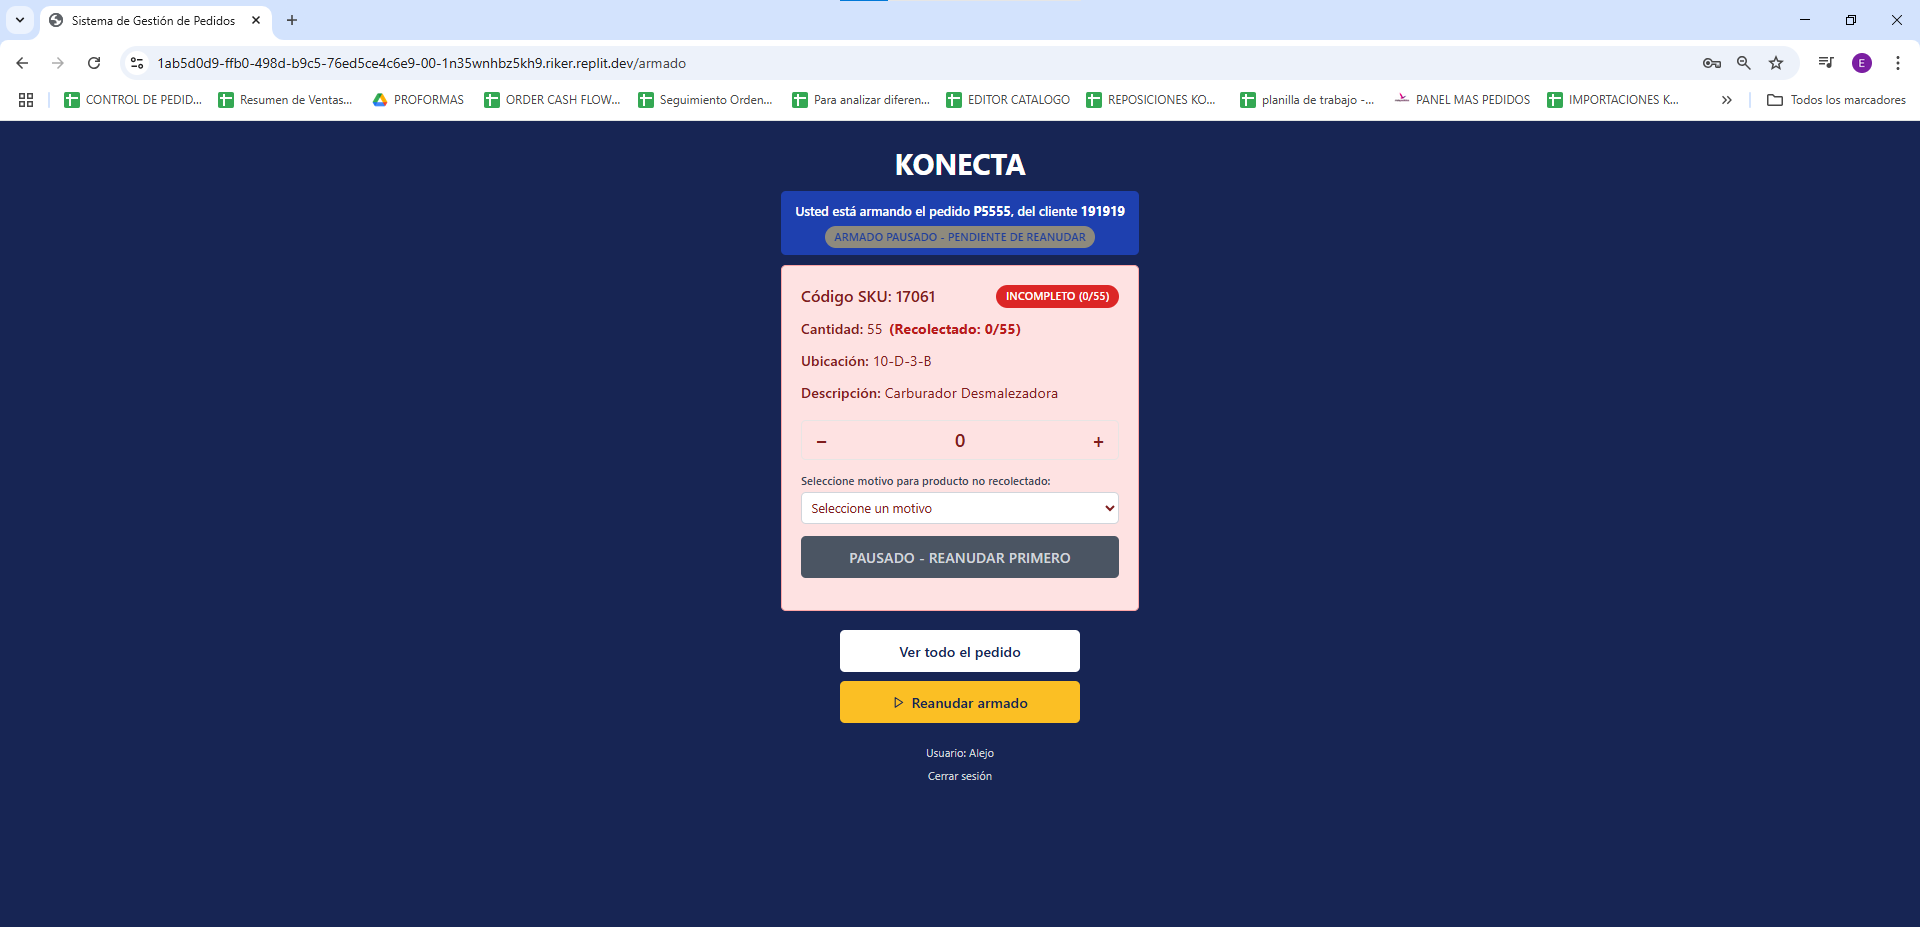 Sistema de Gestión de Pedidos
1ab5d0d9-ffb0-498d-b9c5-76ed5ce4c6e9-00-1n35wnhbz5kh9.riker.replit.dev/armado
E
CONTROL DE PEDID...
Resumen de Ventas...
PROFORMAS
ORDER CASH FLOW...
Seguimiento Orden...
Para analizar diferen...
EDITOR CATALOGO
REPOSICIONES KO...
planilla de trabajo -...
PANEL MAS PEDIDOS
IMPORTACIONES K...
Todos los marcadores
KONECTA
Usted está armando el pedido P5555, del cliente 191919
ARMADO PAUSADO - PENDIENTE DE REANUDAR
Código SKU: 17061
INCOMPLETO (0/55)
Cantidad: 55 (Recolectado: 0/55)
Ubicación: 10-D-3-B
Descripción: Carburador Desmalezadora
− 0 +
Seleccione motivo para producto no recolectado:
Seleccione un motivo
PAUSADO - REANUDAR PRIMERO
Ver todo el pedido
Reanudar armado
Usuario: Alejo
Cerrar sesión